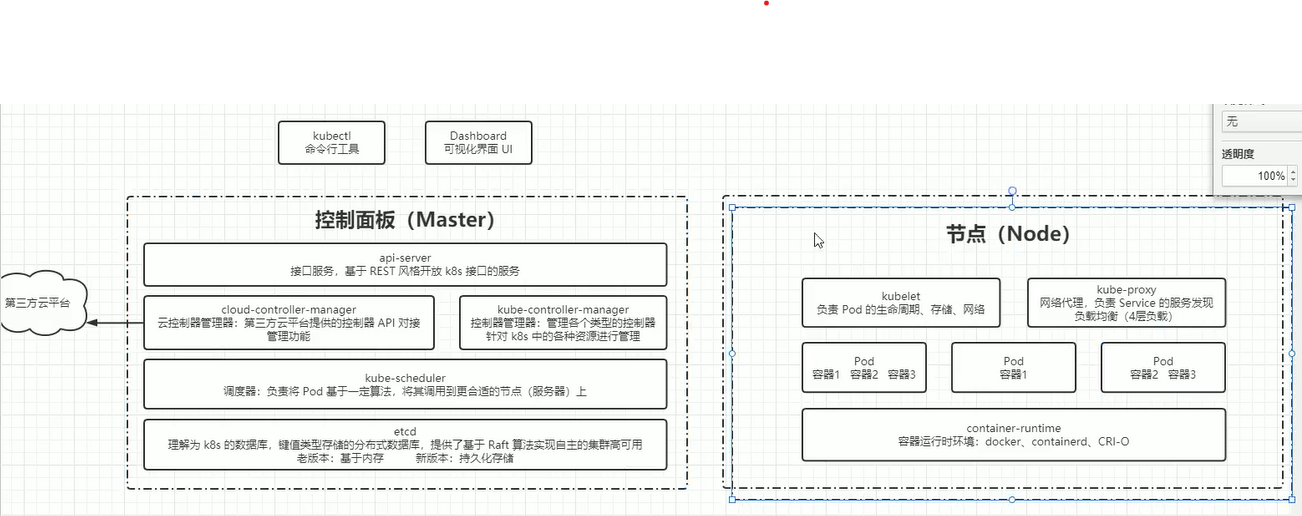 无
透明度
100%
kubectl
命令行工具
Dashboard
可视化界面 UI
控制面板（Master）
api-server
接口服务，基于 REST 风格开放 k8s 接口的服务
第三方云平台
cloud-controller-manager
云控制器管理器：第三方云平台提供的控制器 API 对接
管理功能
kube-controller-manager
控制器管理器：管理各个类型的控制器
针对 k8s 中的各种资源进行管理
kube-scheduler
调度器：负责将 Pod 基于一定算法，将其调用到更合适的节点（服务器）上
etcd
理解为 k8s 的数据库，键值类型存储的分布式数据库，提供了基于 Raft 算法实现自主的集群高可用
老版本：基于内存 新版本：持久化存储
节点（Node）
kubelet
负责 Pod 的生命周期、存储、网络
kube-proxy
网络代理，负责 Service 的服务发现
负载均衡（4层负载）
Pod
容器1 容器2 容器3
Pod
容器1
Pod
容器2 容器3
container-runtime
容器运行时环境：docker、containerd、CRI-O